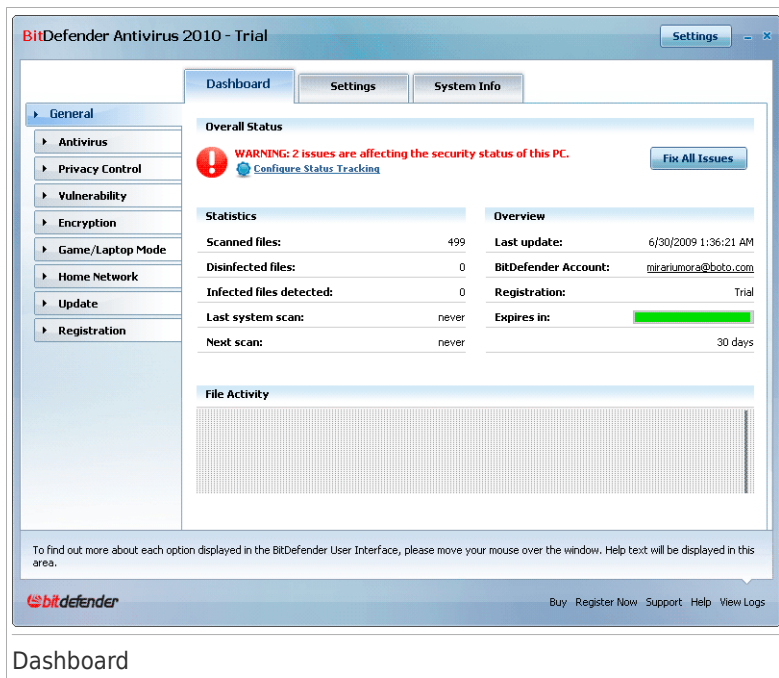 BitDefender Antivirus 2010 - Trial
Settings
Dashboard
Settings
System Info
General
Antivirus
Privacy Control
Vulnerability
Encryption
Game/Laptop Mode
Home Network
Update
Registration
Overall Status
WARNING: 2 issues are affecting the security status of this PC.
Configure Status Tracking
Fix All Issues
Statistics
Scanned files: 499
Disinfected files: 0
Infected files detected: 0
Last system scan: never
Next scan: never
Overview
Last update: 6/30/2009 1:36:21 AM
BitDefender Account: mirariumora@boto.com
Registration: Trial
Expires in:
30 days
File Activity
To find out more about each option displayed in the BitDefender User Interface, please move your mouse over the window. Help text will be displayed in this
area.
bitdefender
Buy Register Now Support Help View Logs
Dashboard